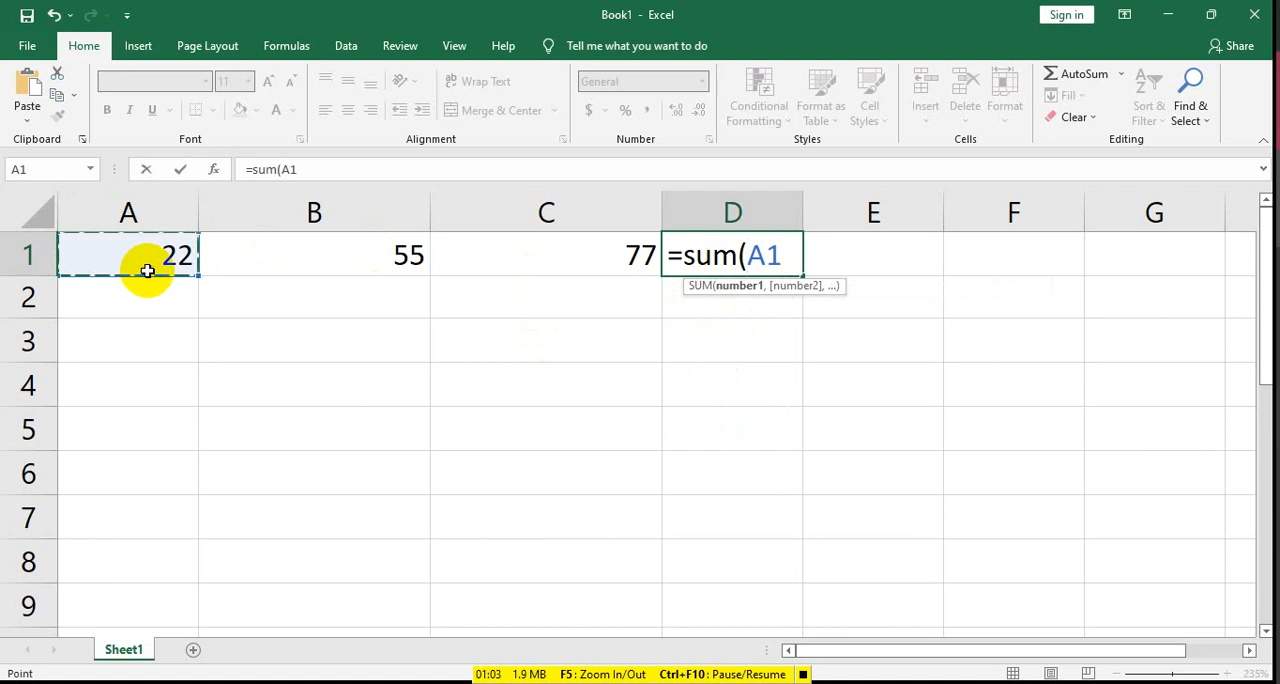 Book1 - Excel
Sign in
File Home Insert Page Layout Formulas Data Review View Help Tell me what you want to do Share
Paste
11
Wrap Text
Merge & Center
General
$ % ,
Conditional Formatting
Format as Table
Cell Styles
Insert
Delete
Format
AutoSum
Fill
Clear
Sort & Filter
Find & Select
Clipboard Font Alignment Number Styles Cells Editing
A1 fx =sum(A1
A B C D E F G
1 22 55 77 =sum(A1
SUM(number1, [number2], ...)
2
3
4
5
6
7
8
9
Sheet1
Point 01:03 1.9 MB F5: Zoom In/Out Ctrl+F10: Pause/Resume 235%